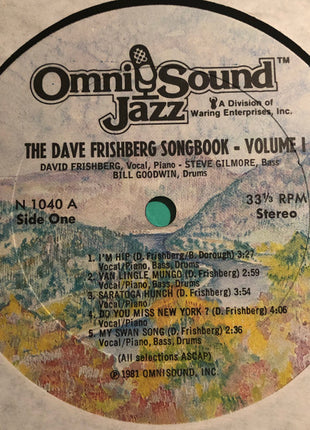 Omni Sound™
Jazz
A Division of
Waring Enterprises, Inc.
THE DAVE FRISHBERG SONGBOOK - VOLUME I
DAVID FRISHBERG, Vocal, Piano - STEVE GILMORE, Bass
BILL GOODWIN, Drums
N 1040 A
Side One
33⅓ RPM
Stereo
1. I'M HIP (D. Frishberg/B. Dorough) 3:27
Vocal/Piano, Bass, Drums
2. VAN LINGLE MUNGO (D. Frishberg) 2:59
Vocal/Piano, Bass, Drums
3. SARATOGA HUNCH (D. Frishberg) 3:54
Vocal/Piano
4. DO YOU MISS NEW YORK? (D. Frishberg) 4:06
Vocal/Piano
5. MY SWAN SONG (D. Frishberg) 2:36
Vocal/Piano, Bass, Drums
(All selections ASCAP)
© 1981 OMNISOUND, INC.